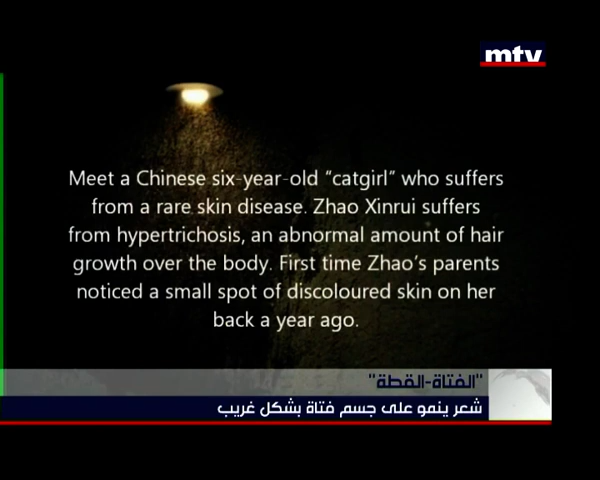 mtv
Meet a Chinese six-year-old “catgirl” who suffers
from a rare skin disease. Zhao Xinrui suffers
from hypertrichosis, an abnormal amount of hair
growth over the body. First time Zhao’s parents
noticed a small spot of discoloured skin on her
back a year ago.
"الفتاة-القطة"
شعر ينمو على جسم فتاة بشكل غريب